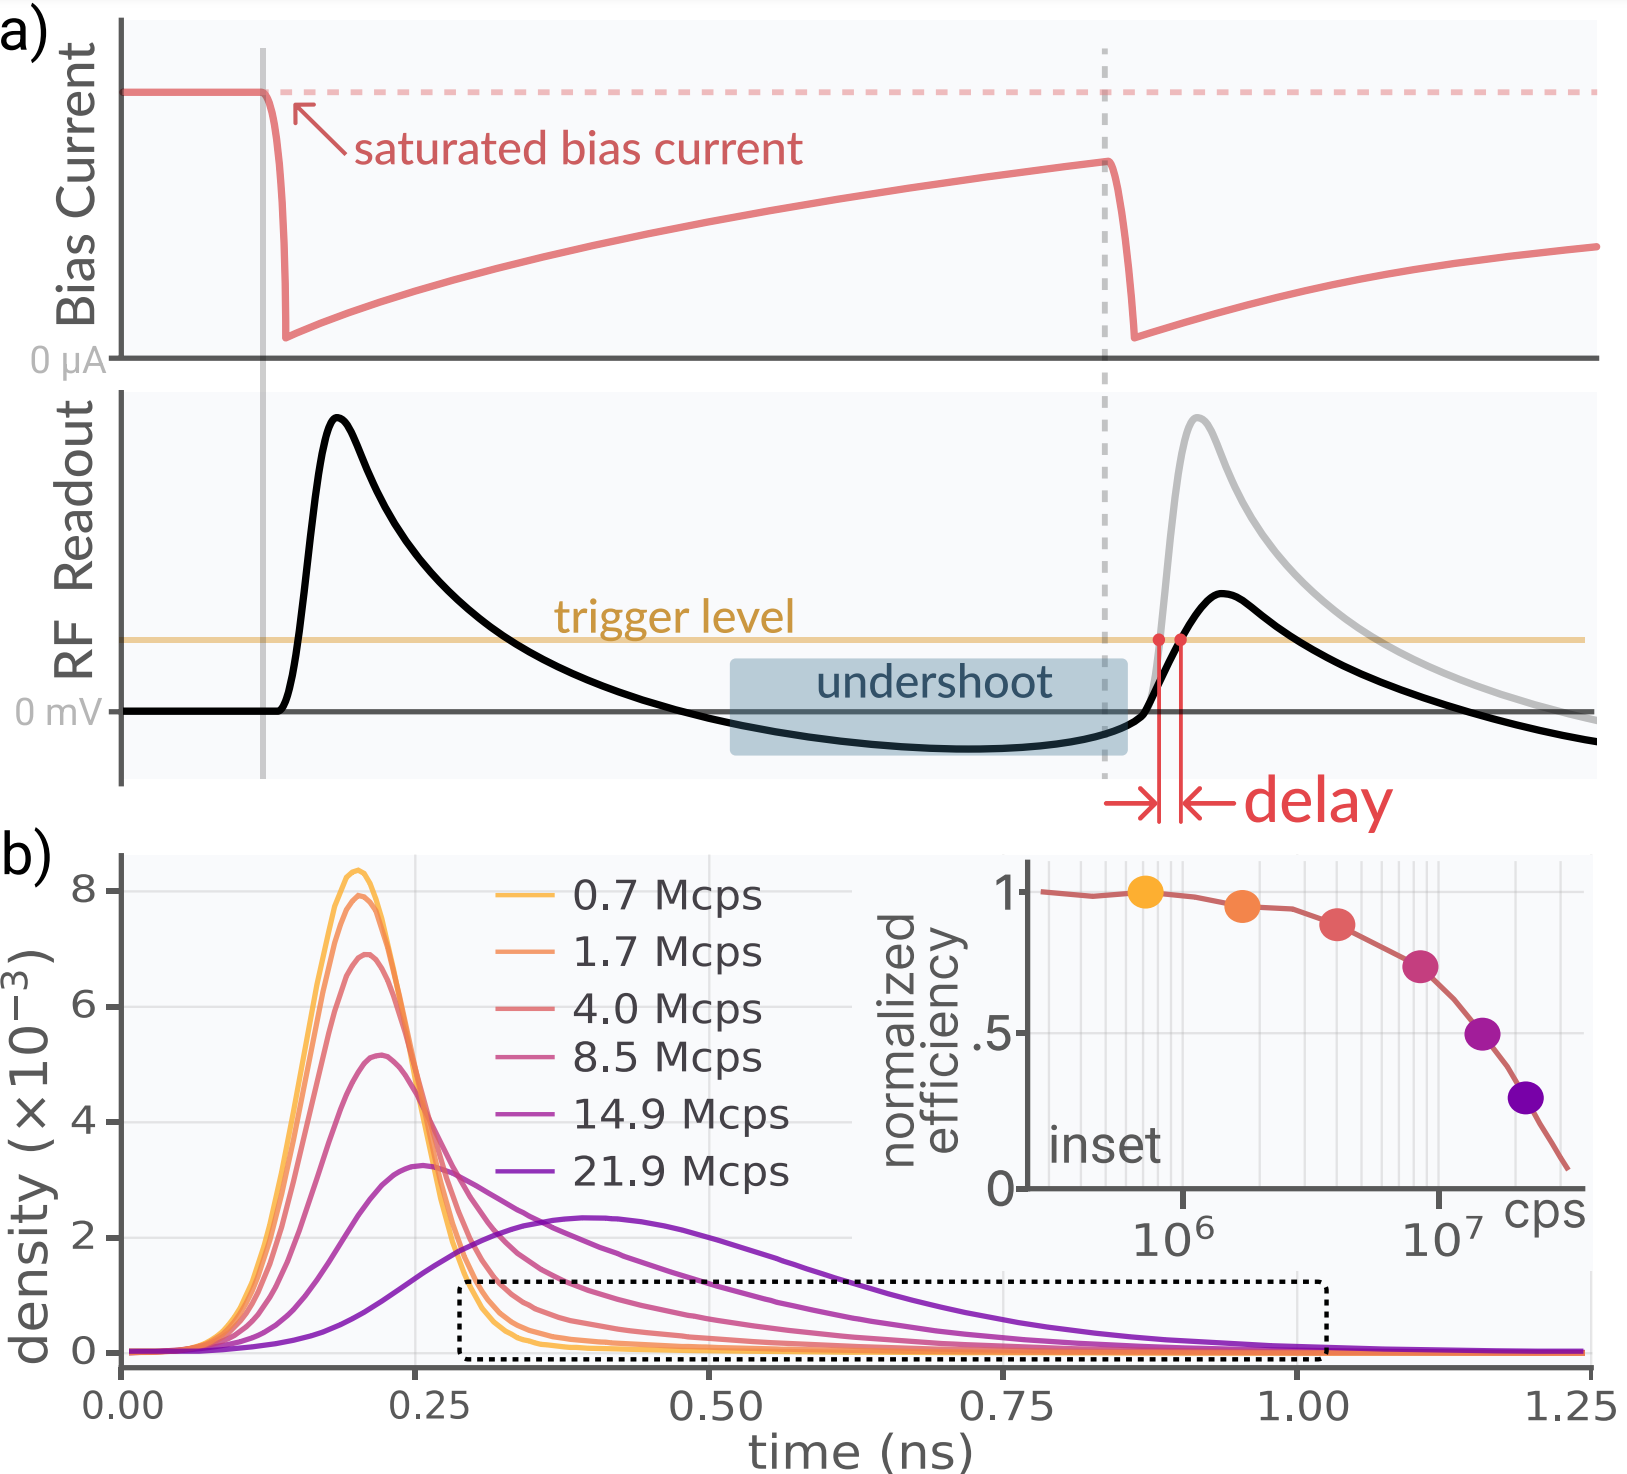 a)
Bias Current
saturated bias current
0 µA
RF Readout
trigger level
undershoot
0 mV
delay
b)
density (×10⁻³)
8
6
4
2
0
0.7 Mcps
1.7 Mcps
4.0 Mcps
8.5 Mcps
14.9 Mcps
21.9 Mcps
normalized
efficiency
1
.5
0
inset
10⁶
10⁷
cps
0.00
0.25
0.50
0.75
1.00
1.25
time (ns)